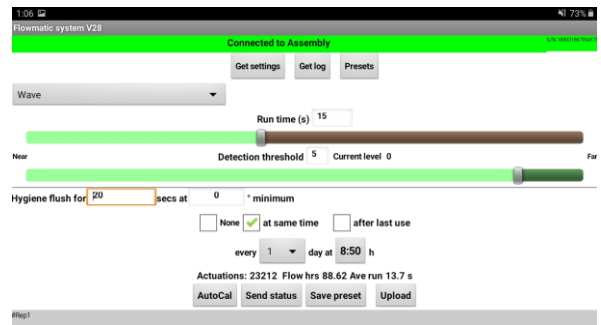 1:06 73%
Flowmatic system V28
Connected to Assembly
Get settings Get log Presets
Wave
Run time (s) 15
Near Detection threshold 5 Current level 0 Far
Hygiene flush for 20 secs at 0 ° minimum
None at same time after last use
every 1 day at 8:50 h
Actuations: 23212 Flow hrs 88.62 Ave run 13.7 s
AutoCal Send status Save preset Upload
#Rep1